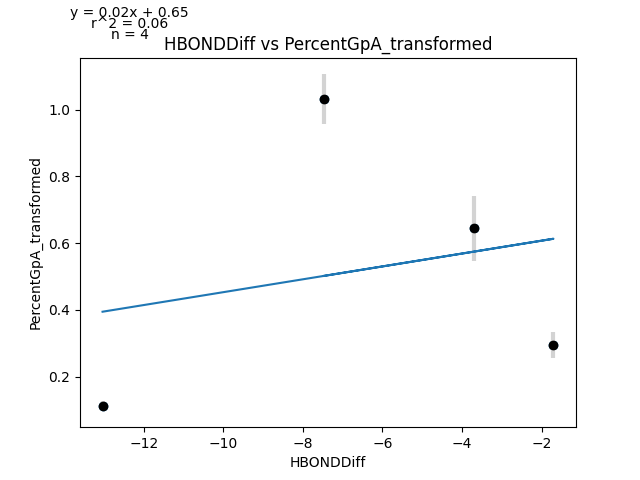 y = 0.02x + 0.65
r^2 = 0.06
n = 4
HBONDDiff vs PercentGpA_transformed
PercentGpA_transformed
1.0
0.8
0.6
0.4
0.2
−12
−10
−8
−6
−4
−2
HBONDDiff